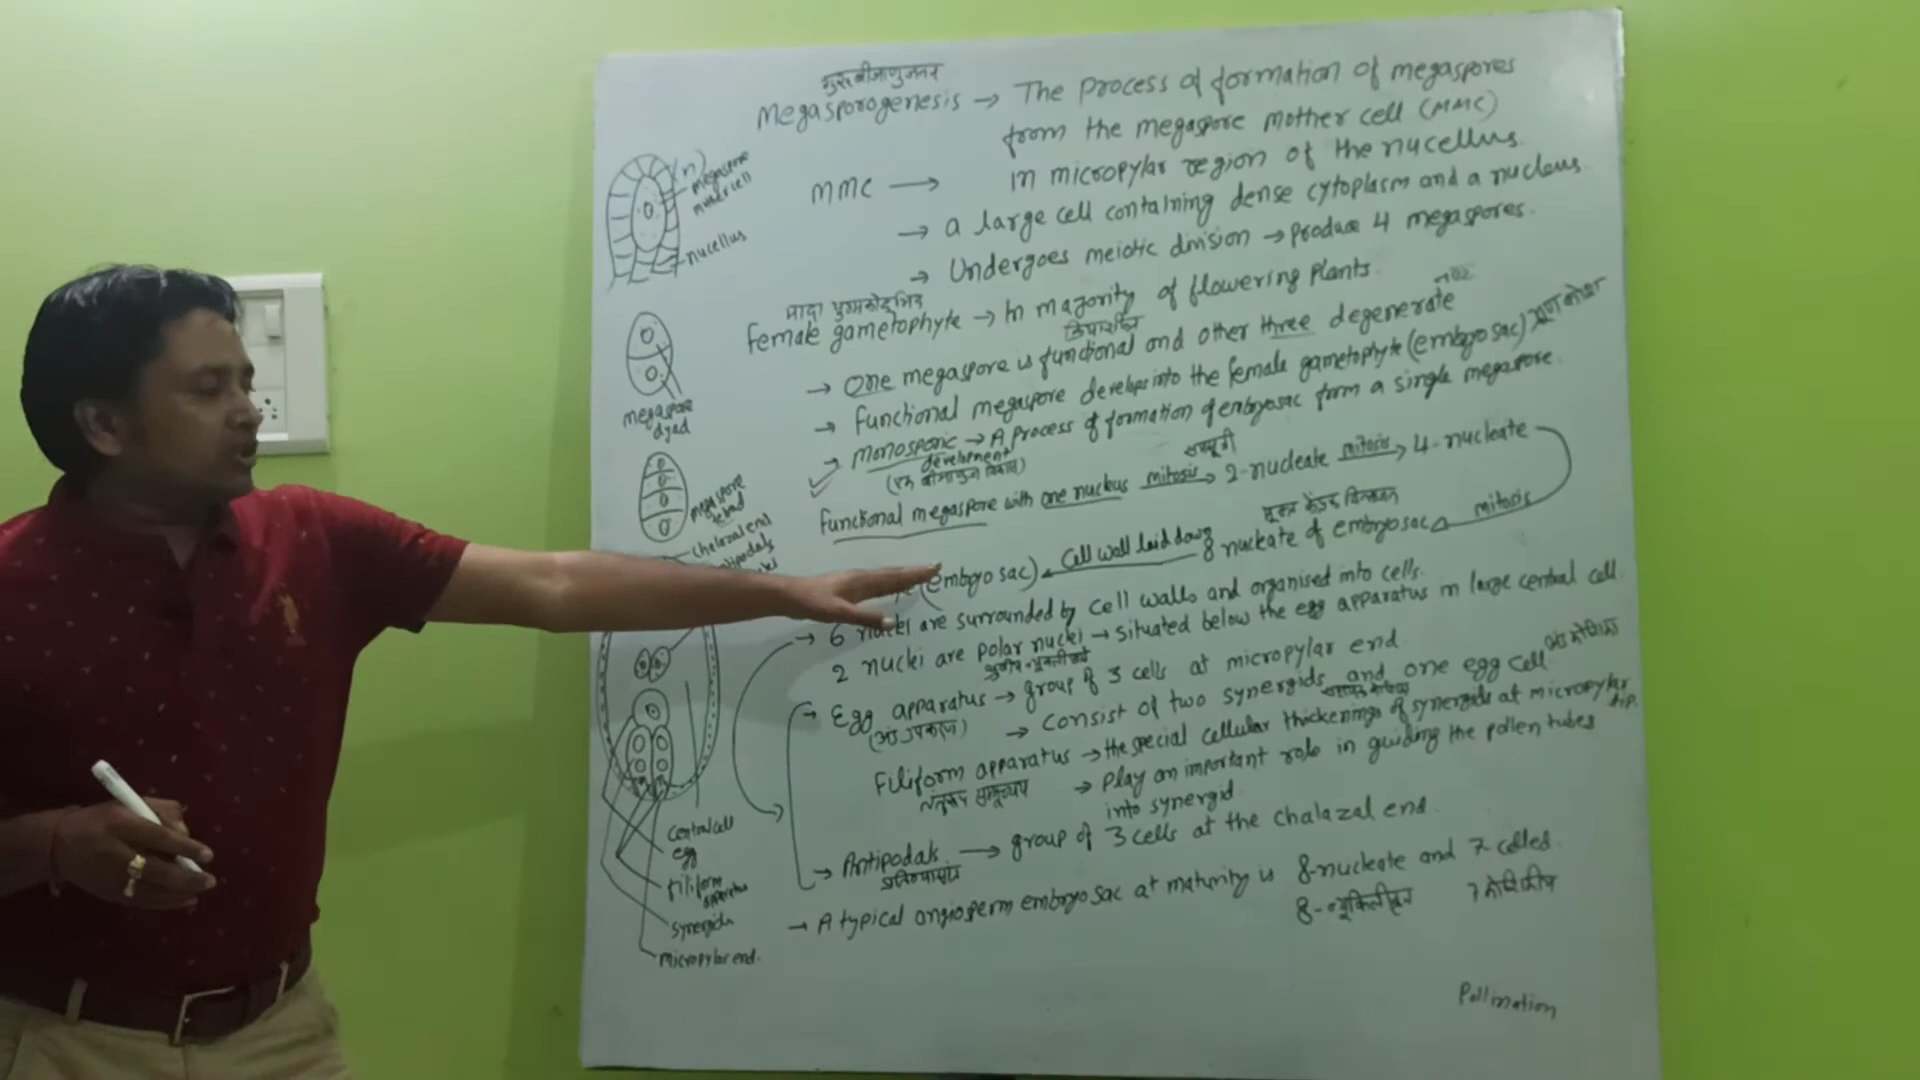 गुरुबीजाणुजनन
Megasporogenesis → The process of formation of megaspores
from the megaspore mother cell (MMC)
MMC → In micropylar region of the nucellus.
→ a large cell containing dense cytoplasm and a nucleus.
→ Undergoes meiotic division → produce 4 megaspores.
मादा युग्मकोद्भिद
Female gametophyte → In majority of flowering plants
→ One megaspore is functional and other three degenerate
→ functional megaspore develops into the female gametophyte (embryo sac) भ्रूण कोश
→ Monosporic → A process of formation of embryosac from a single megaspore.
development
functional megaspore with one nucleus mitosis → 2-nucleate mitosis → 4-nucleate
mitosis
(embryo sac) ← Cell wall laid down 8 nucleate of embryosac
→ 6 nuclei are surrounded by cell walls and organised into cells.
2 nuclei are polar nuclei → situated below the egg apparatus in large central cell
→ Egg apparatus → group of 3 cells at micropylar end.
→ Consist of two synergids and one egg cell
Filiform apparatus → the special cellular thickenings of synergids at micropylar tip.
→ Play an important role in guiding the pollen tubes
into synergid.
→ Antipodals → group of 3 cells at the chalazal end.
→ A typical angiosperm embryo sac at maturity is 8-nucleate and 7 celled.
Pollination
(n)
megaspore
mother cell
nucellus
megaspore
dyad
megaspore
tetrad
chalazal end
central cell
egg
filiform
apparatus
synergids
micropylar end.